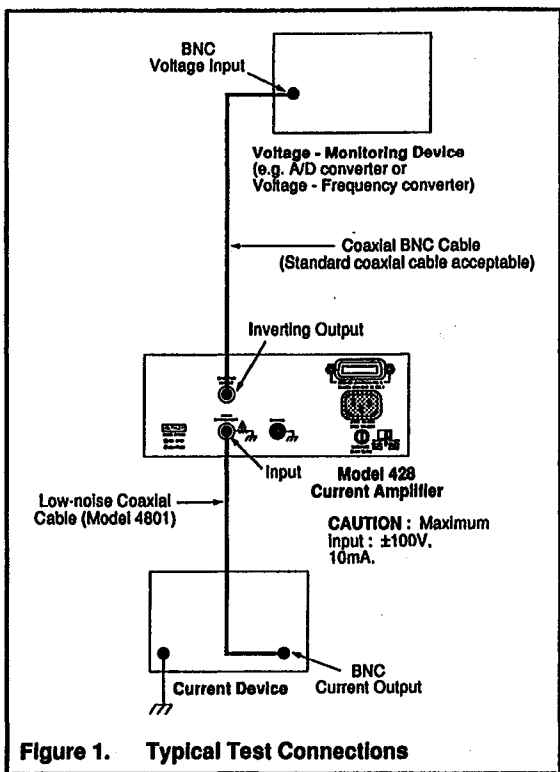 BNC
Voltage Input
Voltage - Monitoring Device
(e.g. A/D converter or
Voltage - Frequency converter)
Coaxial BNC Cable
(Standard coaxial cable acceptable)
Inverting Output
Input
Model 428
Current Amplifier
Low-noise Coaxial
Cable (Model 4801)
CAUTION : Maximum
input : ±100V,
10mA.
BNC
Current Output
Current Device
Figure 1. Typical Test Connections